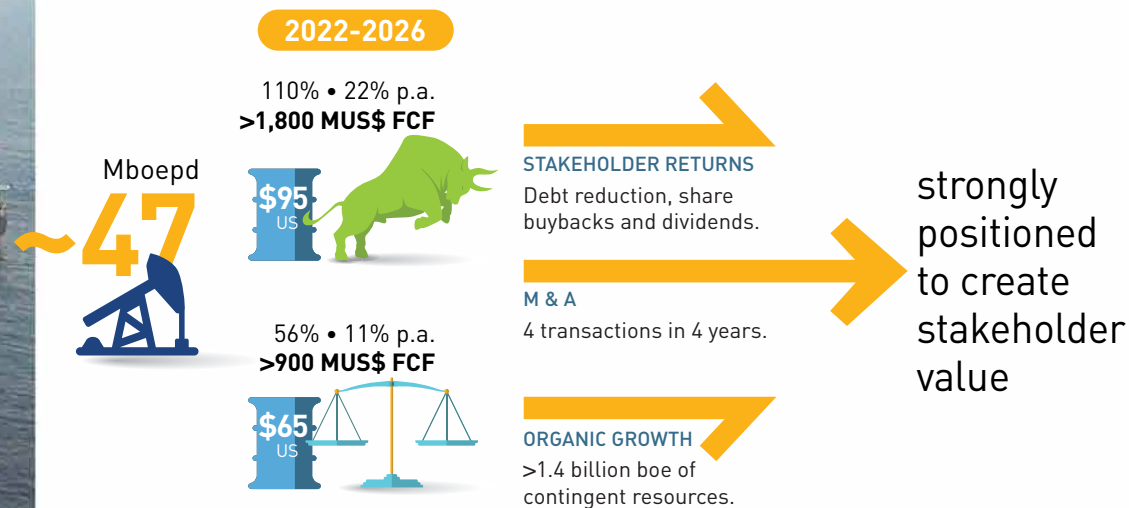 2022-2026
110% • 22% p.a.
>1,800 MUS$ FCF
Mboepd
~47
$95
US
56% • 11% p.a.
>900 MUS$ FCF
$65
US
STAKEHOLDER RETURNS
Debt reduction, share
buybacks and dividends.
M & A
4 transactions in 4 years.
ORGANIC GROWTH
>1.4 billion boe of
contingent resources.
strongly
positioned
to create
stakeholder
value